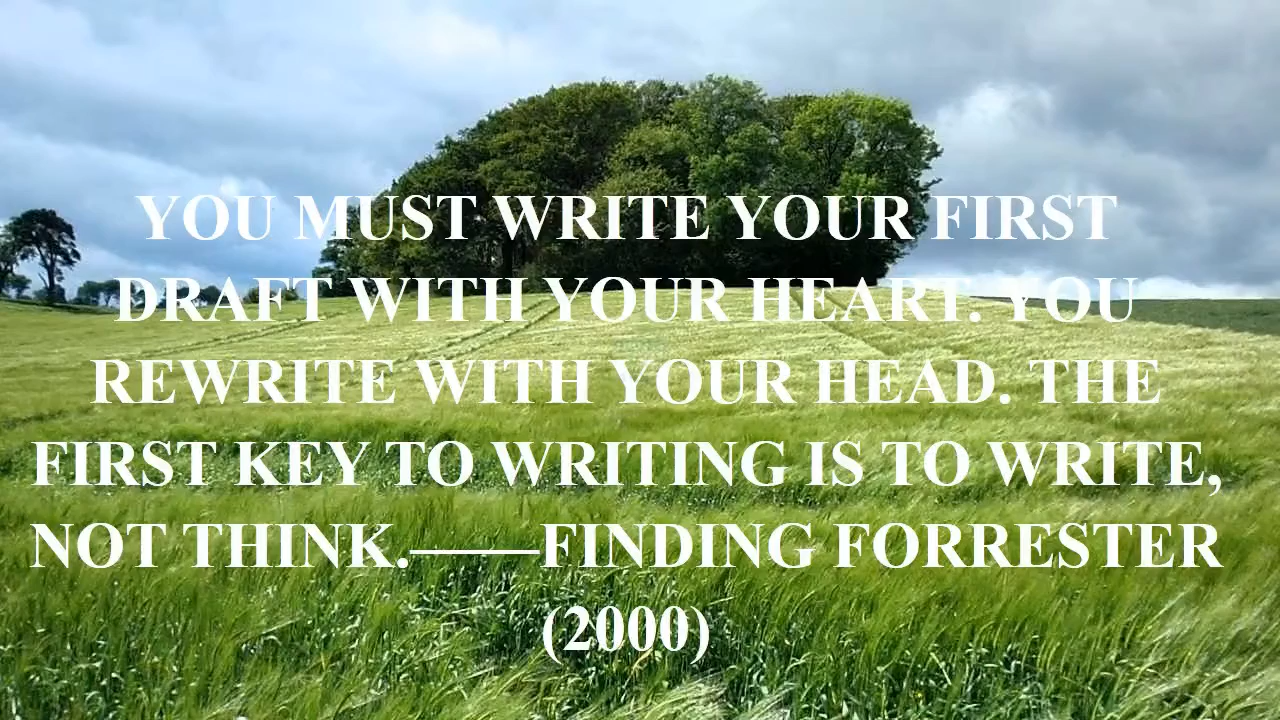 YOU MUST WRITE YOUR FIRST
DRAFT WITH YOUR HEART. YOU
REWRITE WITH YOUR HEAD. THE
FIRST KEY TO WRITING IS TO WRITE,
NOT THINK.——FINDING FORRESTER
(2000)